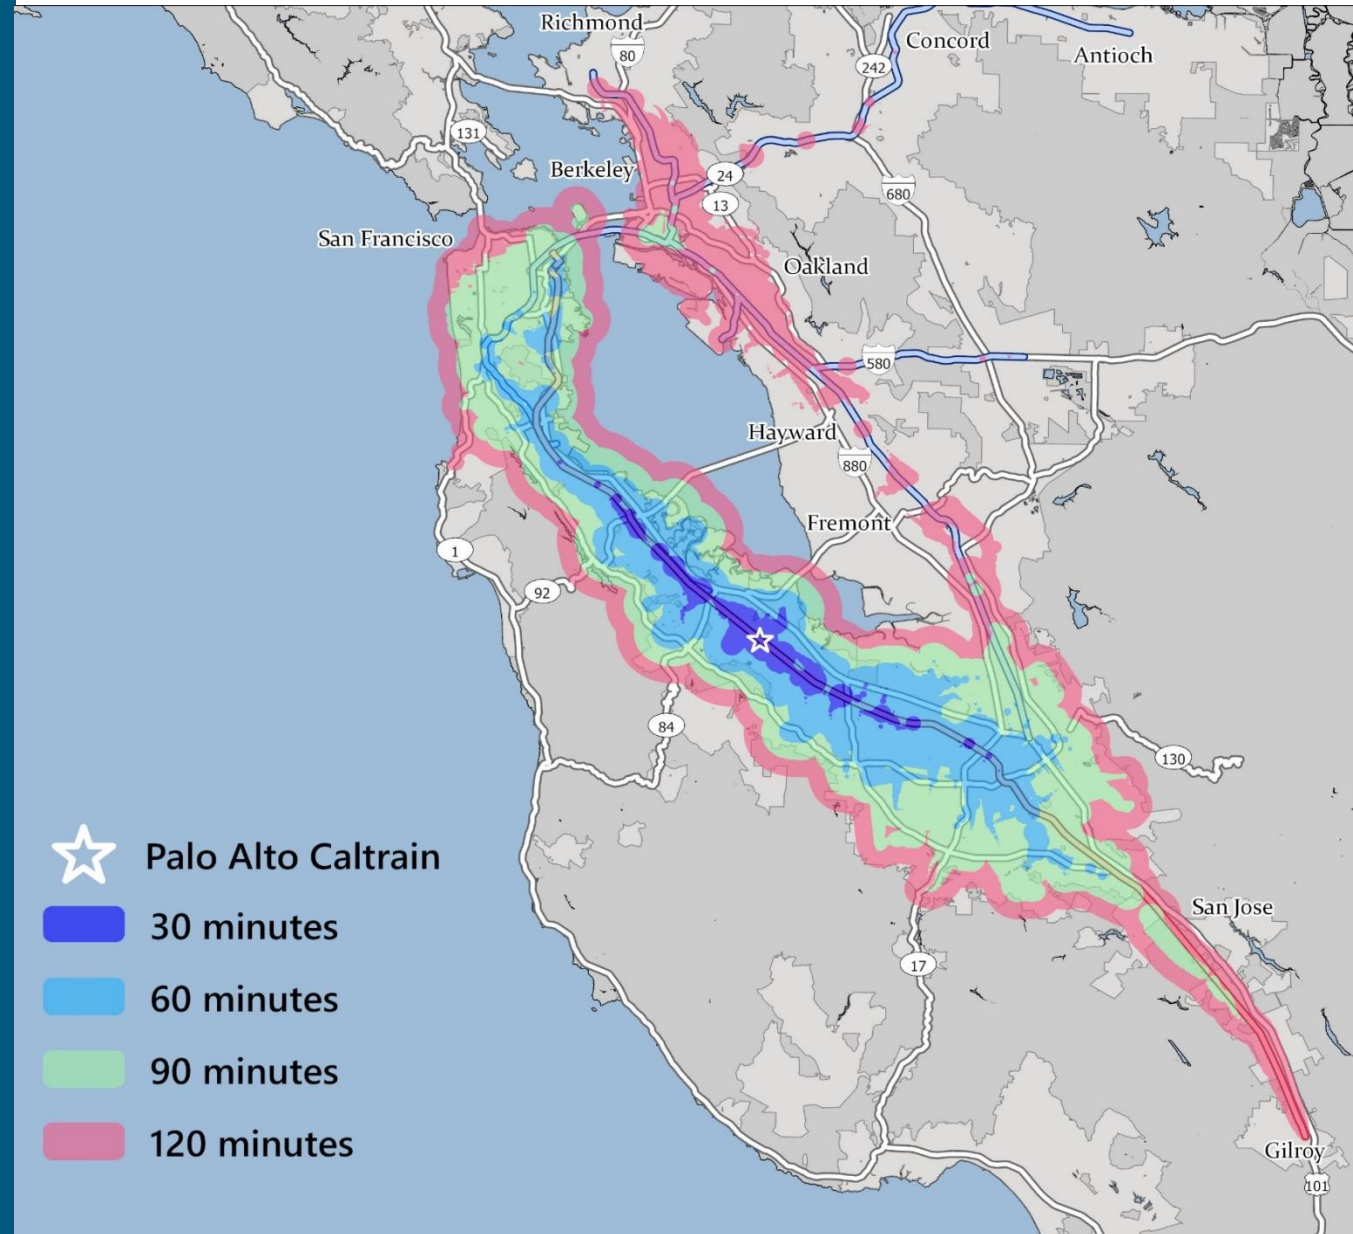 Richmond
80
Concord
Antioch
242
131
Berkeley
24
13
680
San Francisco
Oakland
580
Hayward
880
Fremont
1
92
84
130
Palo Alto Caltrain
30 minutes
San Jose
17
60 minutes
90 minutes
120 minutes
Gilroy
101